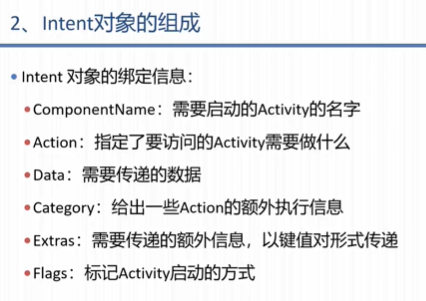 2、Intent对象的组成
• Intent 对象的绑定信息：
• ComponentName：需要启动的Activity的名字
• Action：指定了要访问的Activity需要做什么
• Data：需要传递的数据
• Category：给出一些Action的额外执行信息
• Extras：需要传递的额外信息，以键值对形式传递
• Flags：标记Activity启动的方式